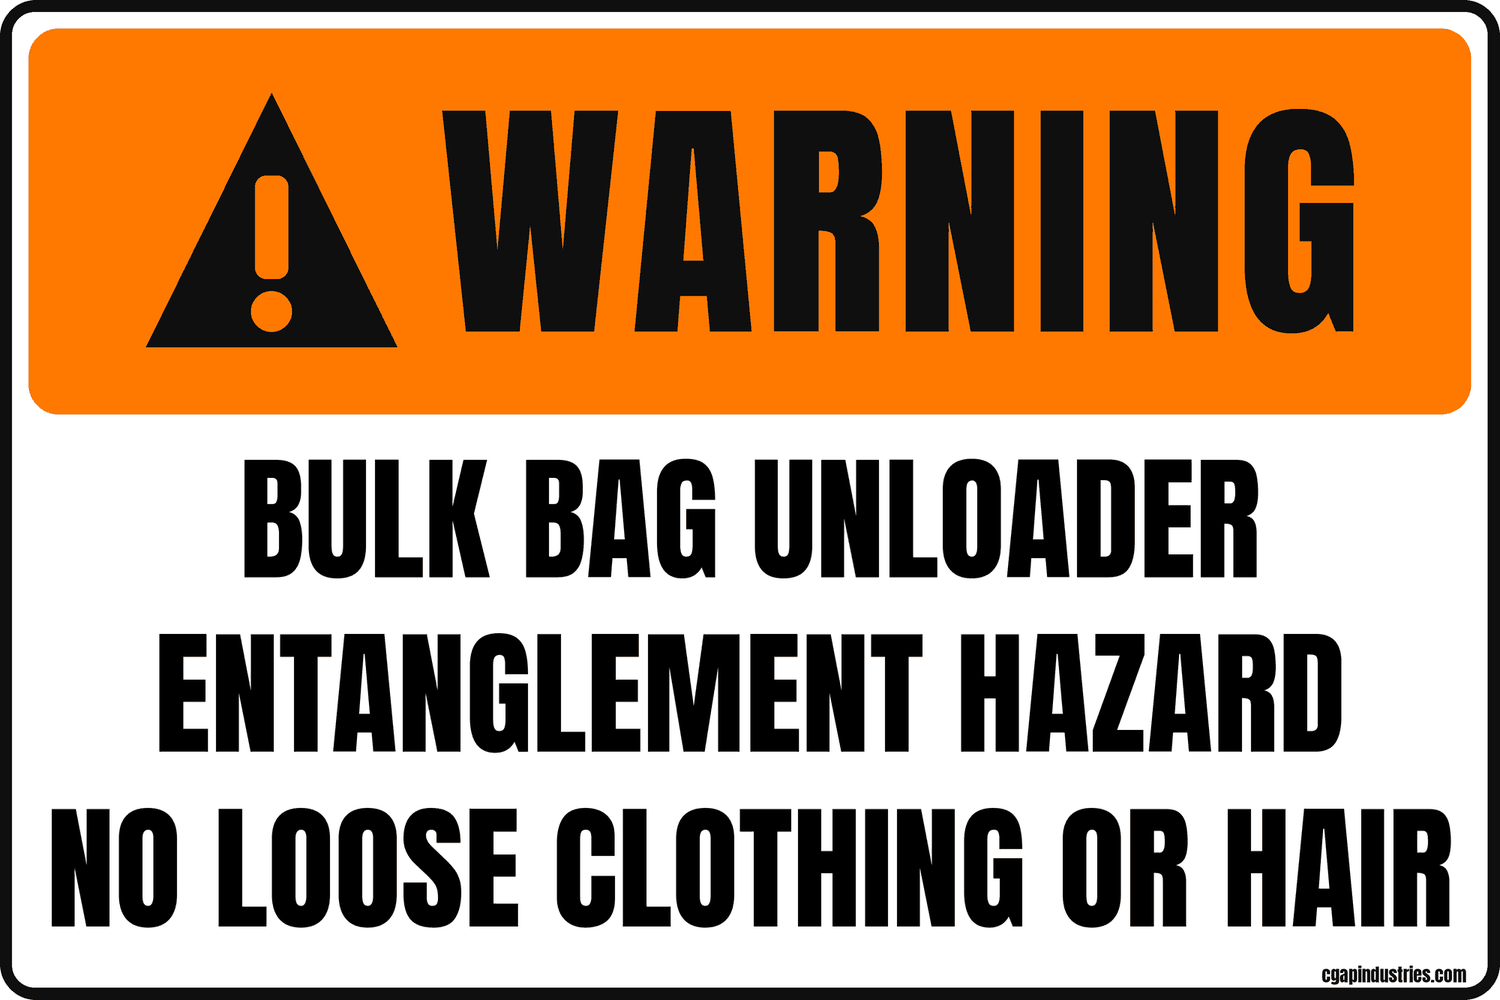 WARNING
BULK BAG UNLOADER
ENTANGLEMENT HAZARD
NO LOOSE CLOTHING OR HAIR
cgapindustries.com